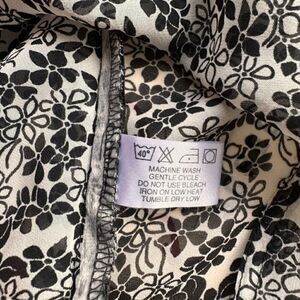 40°
MACHINE WASH
GENTLE CYCLE
DO NOT USE BLEACH
IRON ON LOW HEAT
TUMBLE DRY LOW